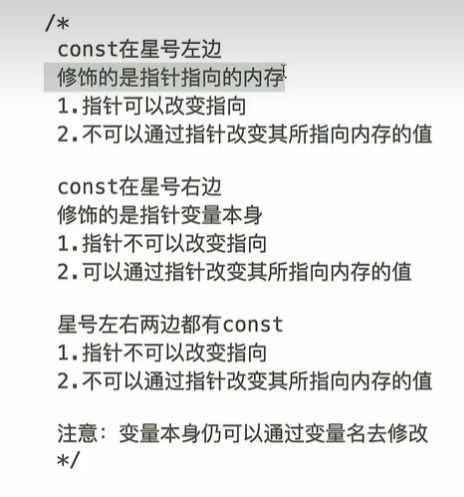 /*
const在星号左边
修饰的是指针指向的内存
1.指针可以改变指向
2.不可以通过指针改变其所指向内存的值
const在星号右边
修饰的是指针变量本身
1.指针不可以改变指向
2.可以通过指针改变其所指向内存的值
星号左右两边都有const
1.指针不可以改变指向
2.不可以通过指针改变其所指向内存的值
注意：变量本身仍可以通过变量名去修改
*/